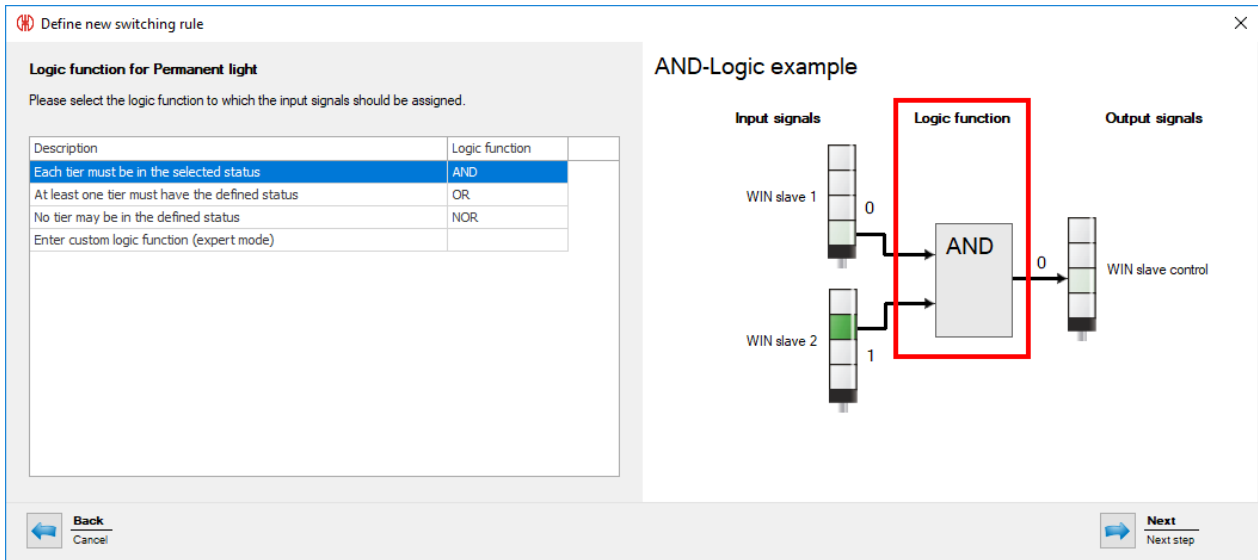 Define new switching rule
Logic function for Permanent light
Please select the logic function to which the input signals should be assigned.
Description Logic function
Each tier must be in the selected status AND
At least one tier must have the defined status OR
No tier may be in the defined status NOR
Enter custom logic function (expert mode)
AND-Logic example
Input signals Logic function Output signals
WIN slave 1
0
AND
0
WIN slave control
WIN slave 2
1
Back
Cancel
Next
Next step